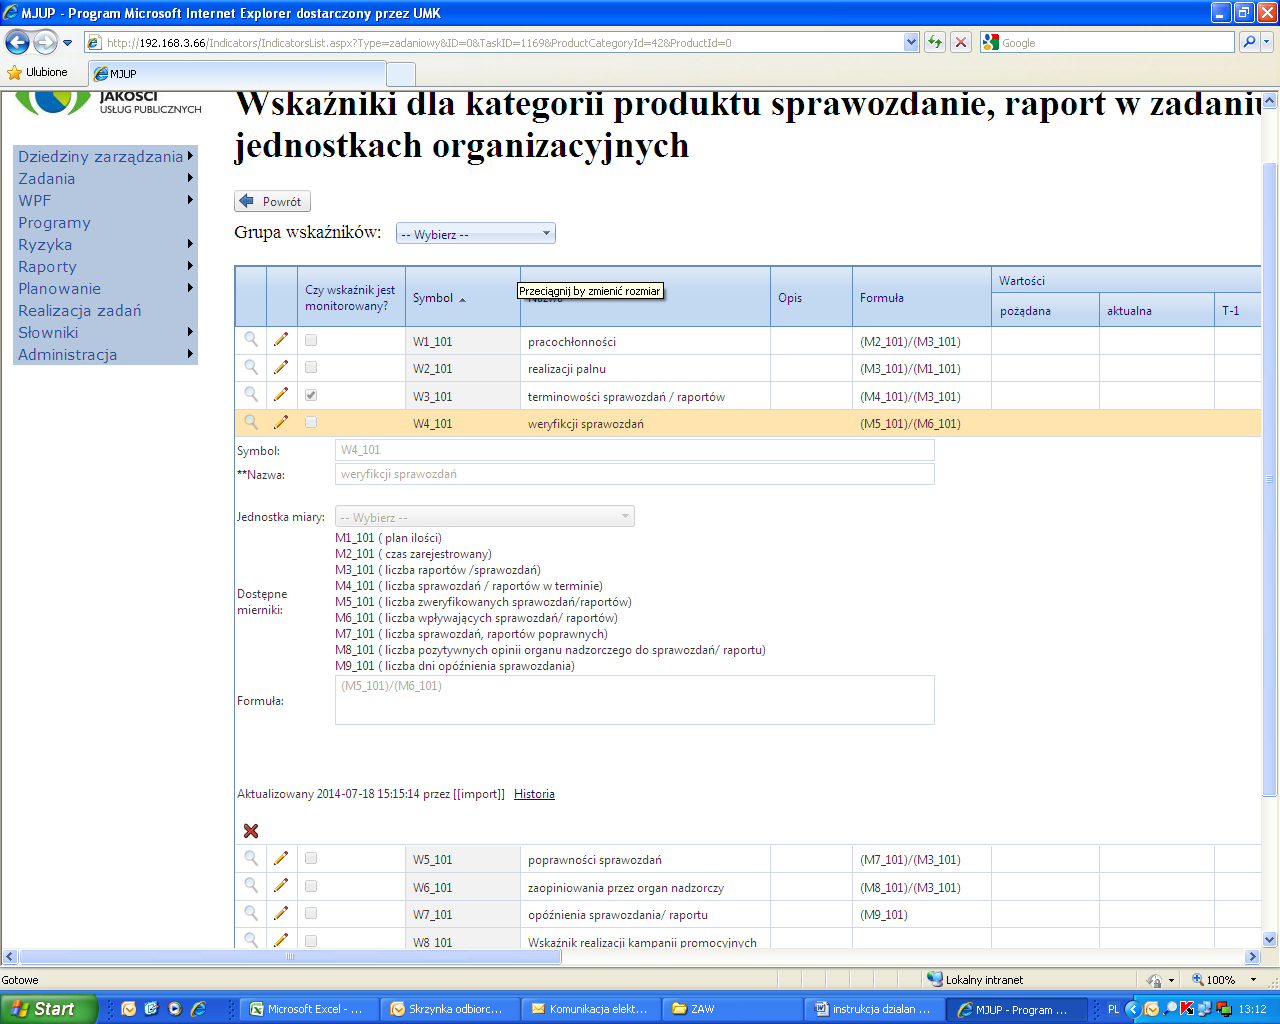 MJUP - Program Microsoft Internet Explorer dostarczony przez UMK
http://192.168.3.66/Indicators/IndicatorsList.aspx?Type=zadaniowy&ID=0&TaskID=1169&ProductCategoryId=42&ProductId=0
Google
Ulubione
MJUP
JAKOŚCI
USŁUG PUBLICZNYCH
Wskaźniki dla kategorii produktu sprawozdanie, raport w zadaniu
jednostkach organizacyjnych
Dziedziny zarządzania
Zadania
WPF
Programy
Ryzyka
Raporty
Planowanie
Realizacja zadań
Słowniki
Administracja
Powrót
Grupa wskaźników: -- Wybierz --
Czy wskaźnik jest monitorowany? Symbol Nazwa Opis Formuła Wartości
pożądana aktualna T-1
Przeciągnij by zmienić rozmiar
W1_101 pracochłonności (M2_101)/(M3_101)
W2_101 realizacji palnu (M3_101)/(M1_101)
W3_101 terminowości sprawozdań / raportów (M4_101)/(M3_101)
W4_101 weryfikcji sprawozdań (M5_101)/(M6_101)
Symbol: W4_101
**Nazwa: weryfikcji sprawozdań
Jednostka miary: -- Wybierz --
Dostępne mierniki:
M1_101 ( plan ilości)
M2_101 ( czas zarejestrowany)
M3_101 ( liczba raportów /sprawozdań)
M4_101 ( liczba sprawozdań / raportów w terminie)
M5_101 ( liczba zweryfikowanych sprawozdań/raportów)
M6_101 ( liczba wpływających sprawozdań/ raportów)
M7_101 ( liczba sprawozdań, raportów poprawnych)
M8_101 ( liczba pozytywnych opinii organu nadzorczego do sprawozdań/ raportu)
M9_101 ( liczba dni opóźnienia sprawozdania)
Formuła: (M5_101)/(M6_101)
Aktualizowany 2014-07-18 15:15:14 przez [[import]] Historia
W5_101 poprawności sprawozdań (M7_101)/(M3_101)
W6_101 zaopiniowania przez organ nadzorczy (M8_101)/(M3_101)
W7_101 opóźnienia sprawozdania/ raportu (M9_101)
W8_101 Wskaźnik realizacji kampanii promocyjnych
Gotowe Lokalny intranet 100%
Start Microsoft Excel - ... Skrzynka odbiorc... Komunikacja elekt... ZAW instrukcja dzialan ... MJUP - Program ... PL 13:12